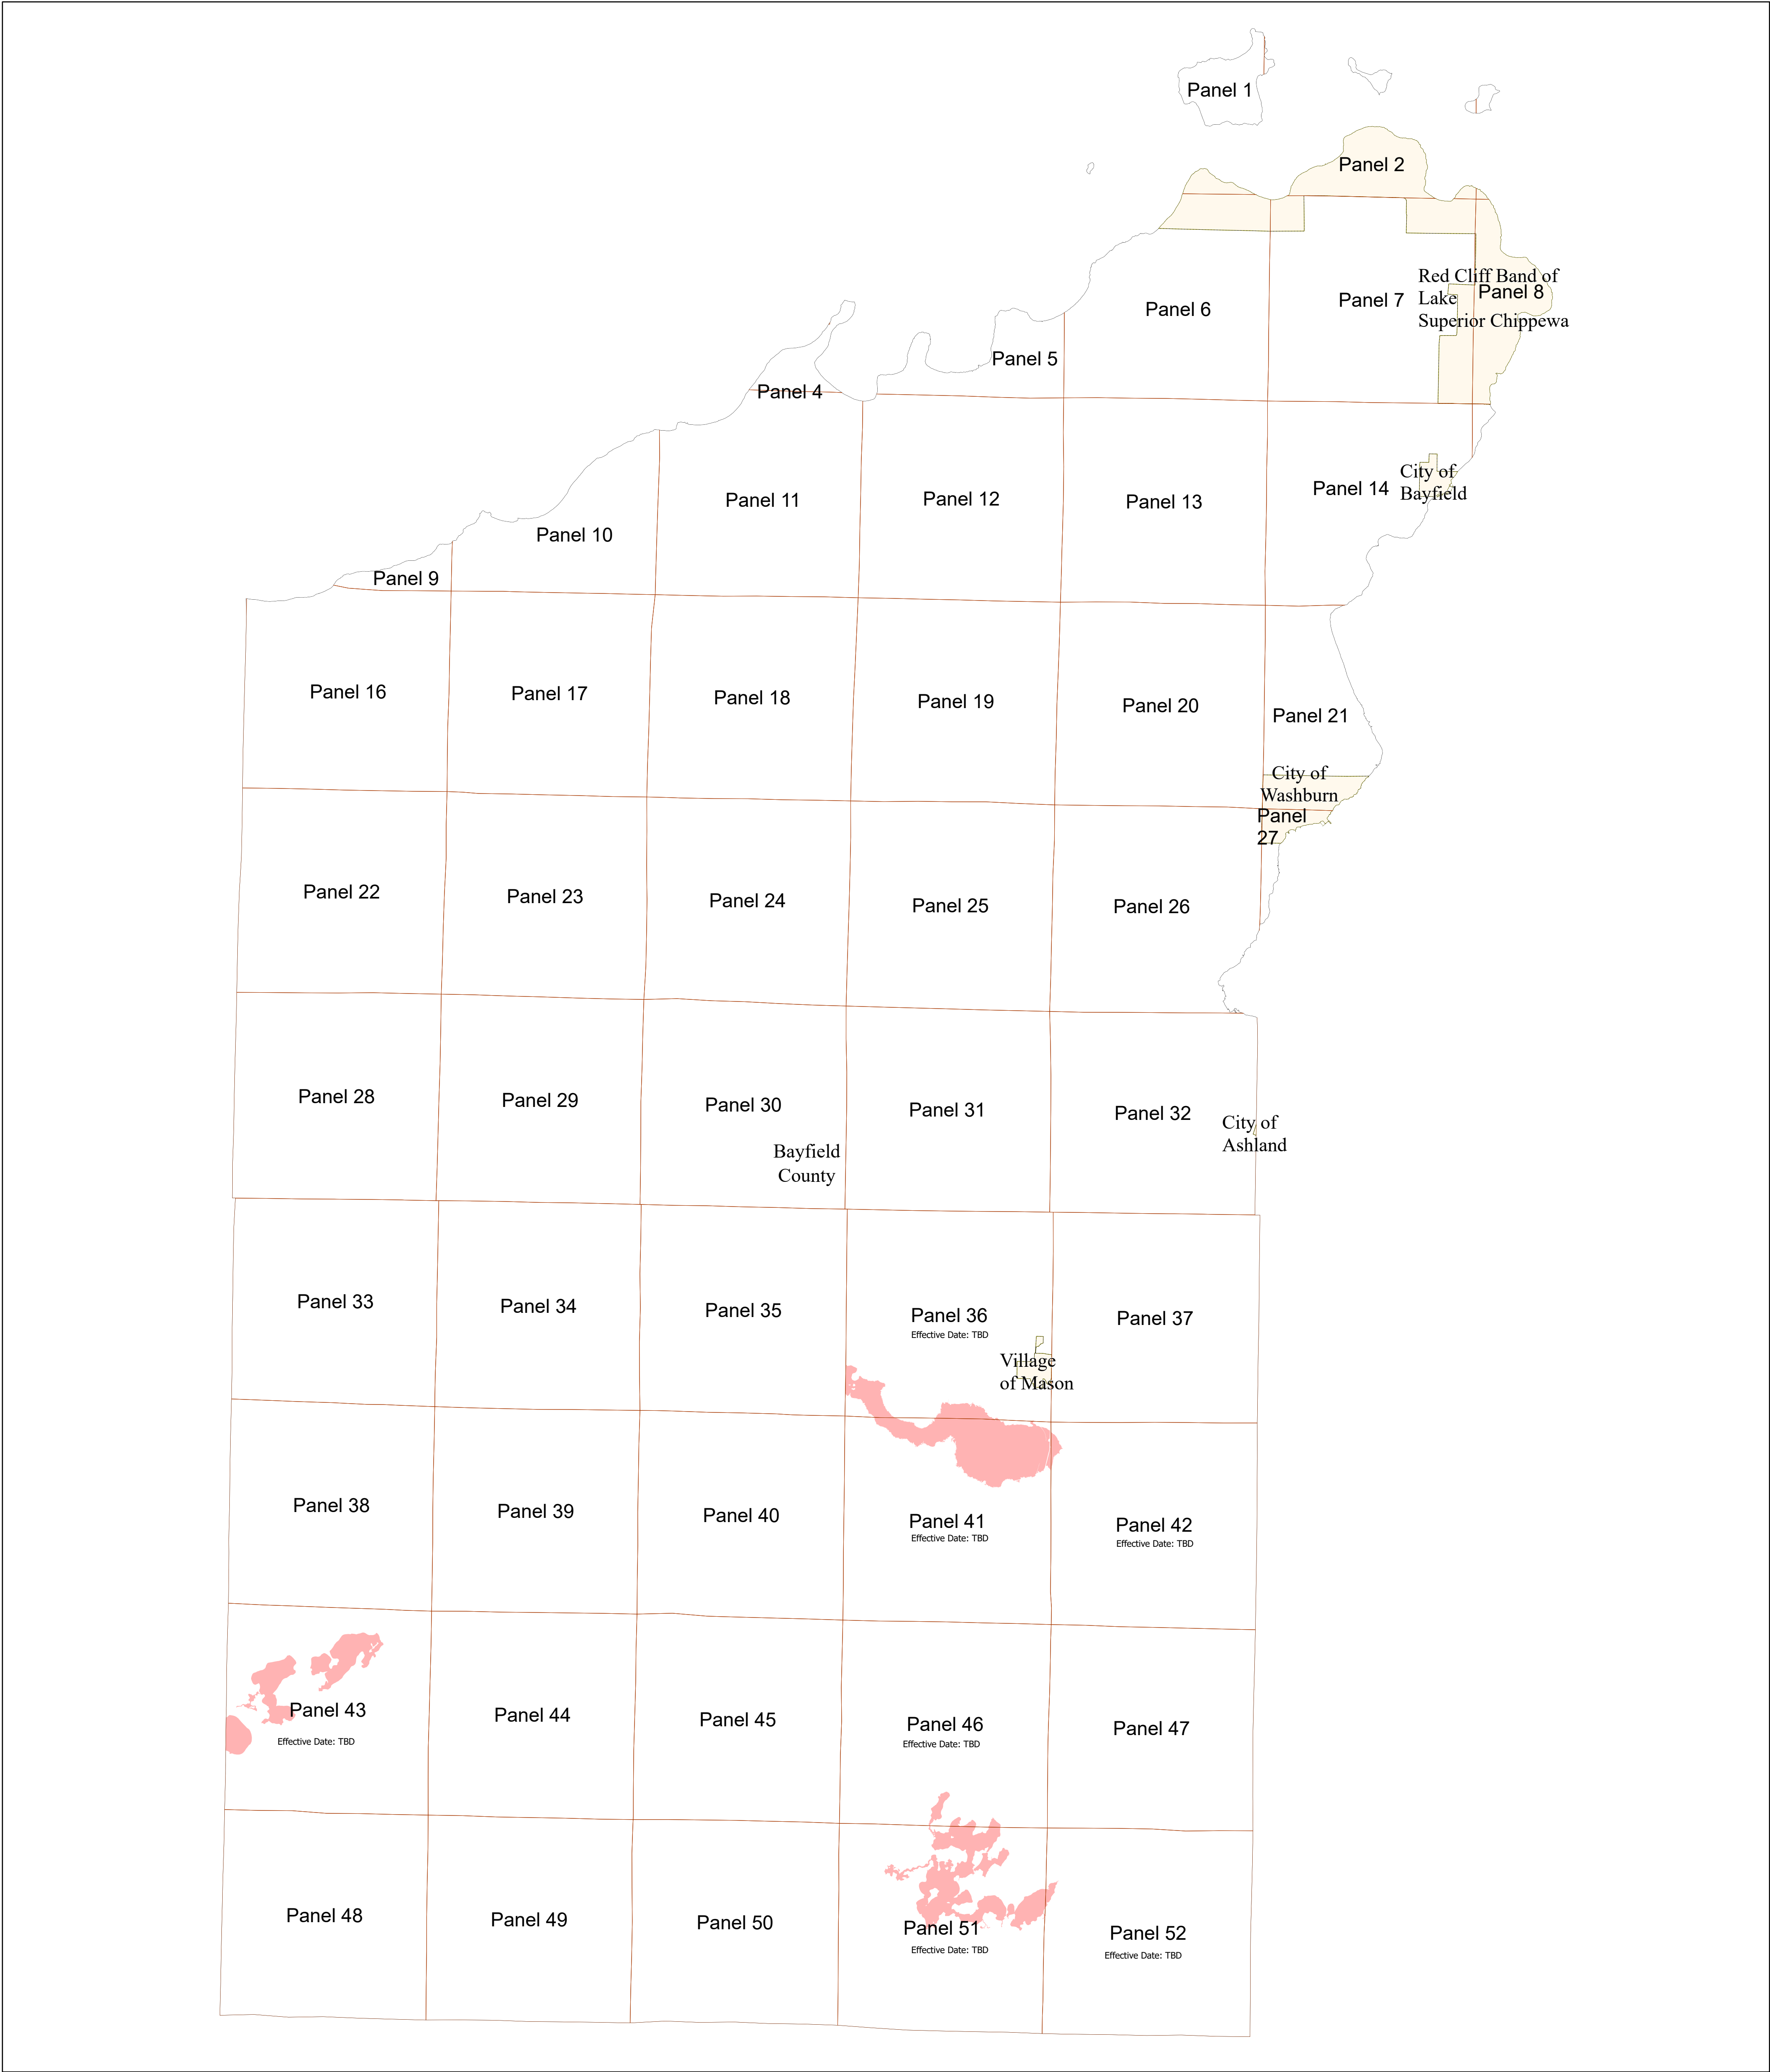 Panel 1
Panel 2
Red Cliff Band of
Lake
Superior Chippewa
Panel 8
Panel 7
Panel 6
Panel 5
Panel 4
City of
Bayfield
Panel 14
Panel 13
Panel 12
Panel 11
Panel 10
Panel 9
Panel 16
Panel 17
Panel 18
Panel 19
Panel 20
Panel 21
City of
Washburn
Panel
27
Panel 22
Panel 23
Panel 24
Panel 25
Panel 26
Panel 28
Panel 29
Panel 30
Panel 31
Panel 32
City of
Ashland
Bayfield
County
Panel 33
Panel 34
Panel 35
Panel 36
Effective Date: TBD
Panel 37
Village
of Mason
Panel 38
Panel 39
Panel 40
Panel 41
Effective Date: TBD
Panel 42
Effective Date: TBD
Panel 43
Effective Date: TBD
Panel 44
Panel 45
Panel 46
Effective Date: TBD
Panel 47
Panel 48
Panel 49
Panel 50
Panel 51
Effective Date: TBD
Panel 52
Effective Date: TBD